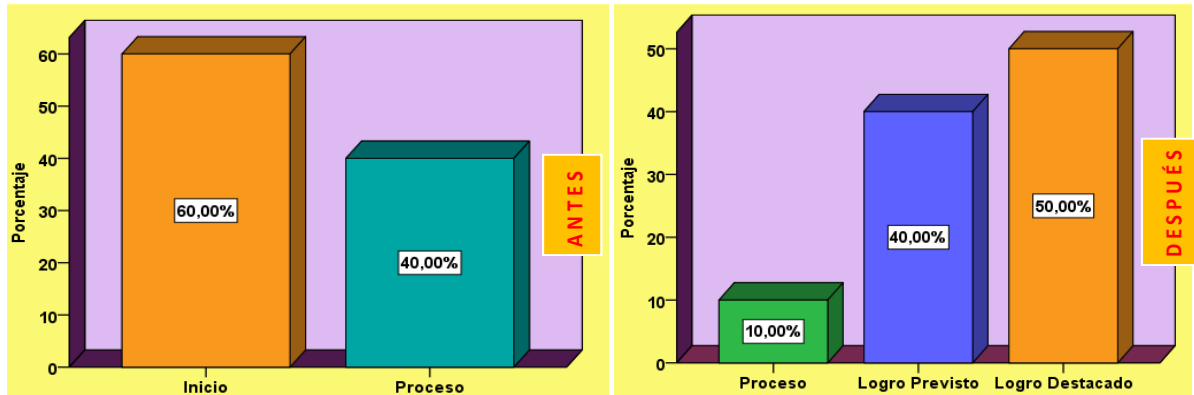 Porcentaje
60
50
40
30
20
10
0
60,00%
40,00%
Inicio
Proceso
ANTES
Porcentaje
50
40
30
20
10
0
10,00%
40,00%
50,00%
Proceso
Logro Previsto
Logro Destacado
DESPUÉS